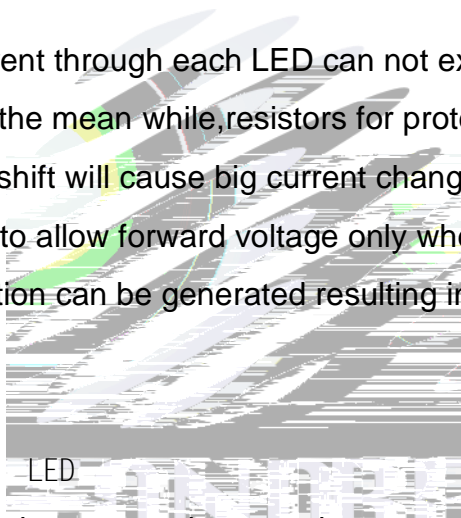 ent through each LED can not ex
the mean while,resistors for prote
shift will cause big current chang
to allow forward voltage only whe
tion can be generated resulting in
LED